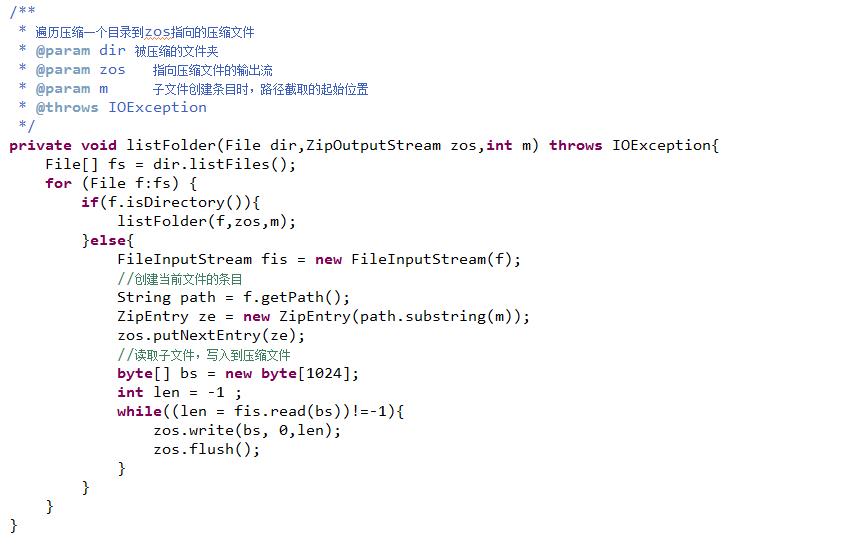 /**
 * 遍历压缩一个目录到zos指向的压缩文件
 * @param dir 被压缩的文件夹
 * @param zos   指向压缩文件的输出流
 * @param m     子文件创建条目时，路径截取的起始位置
 * @throws IOException
 */
private void listFolder(File dir,ZipOutputStream zos,int m) throws IOException{
    File[] fs = dir.listFiles();
    for (File f:fs) {
        if(f.isDirectory()){
            listFolder(f,zos,m);
        }else{
            FileInputStream fis = new FileInputStream(f);
            //创建当前文件的条目
            String path = f.getPath();
            ZipEntry ze = new ZipEntry(path.substring(m));
            zos.putNextEntry(ze);
            //读取子文件，写入到压缩文件
            byte[] bs = new byte[1024];
            int len = -1 ;
            while((len = fis.read(bs))!=-1){
                zos.write(bs, 0,len);
                zos.flush();
            }
        }
    }
}